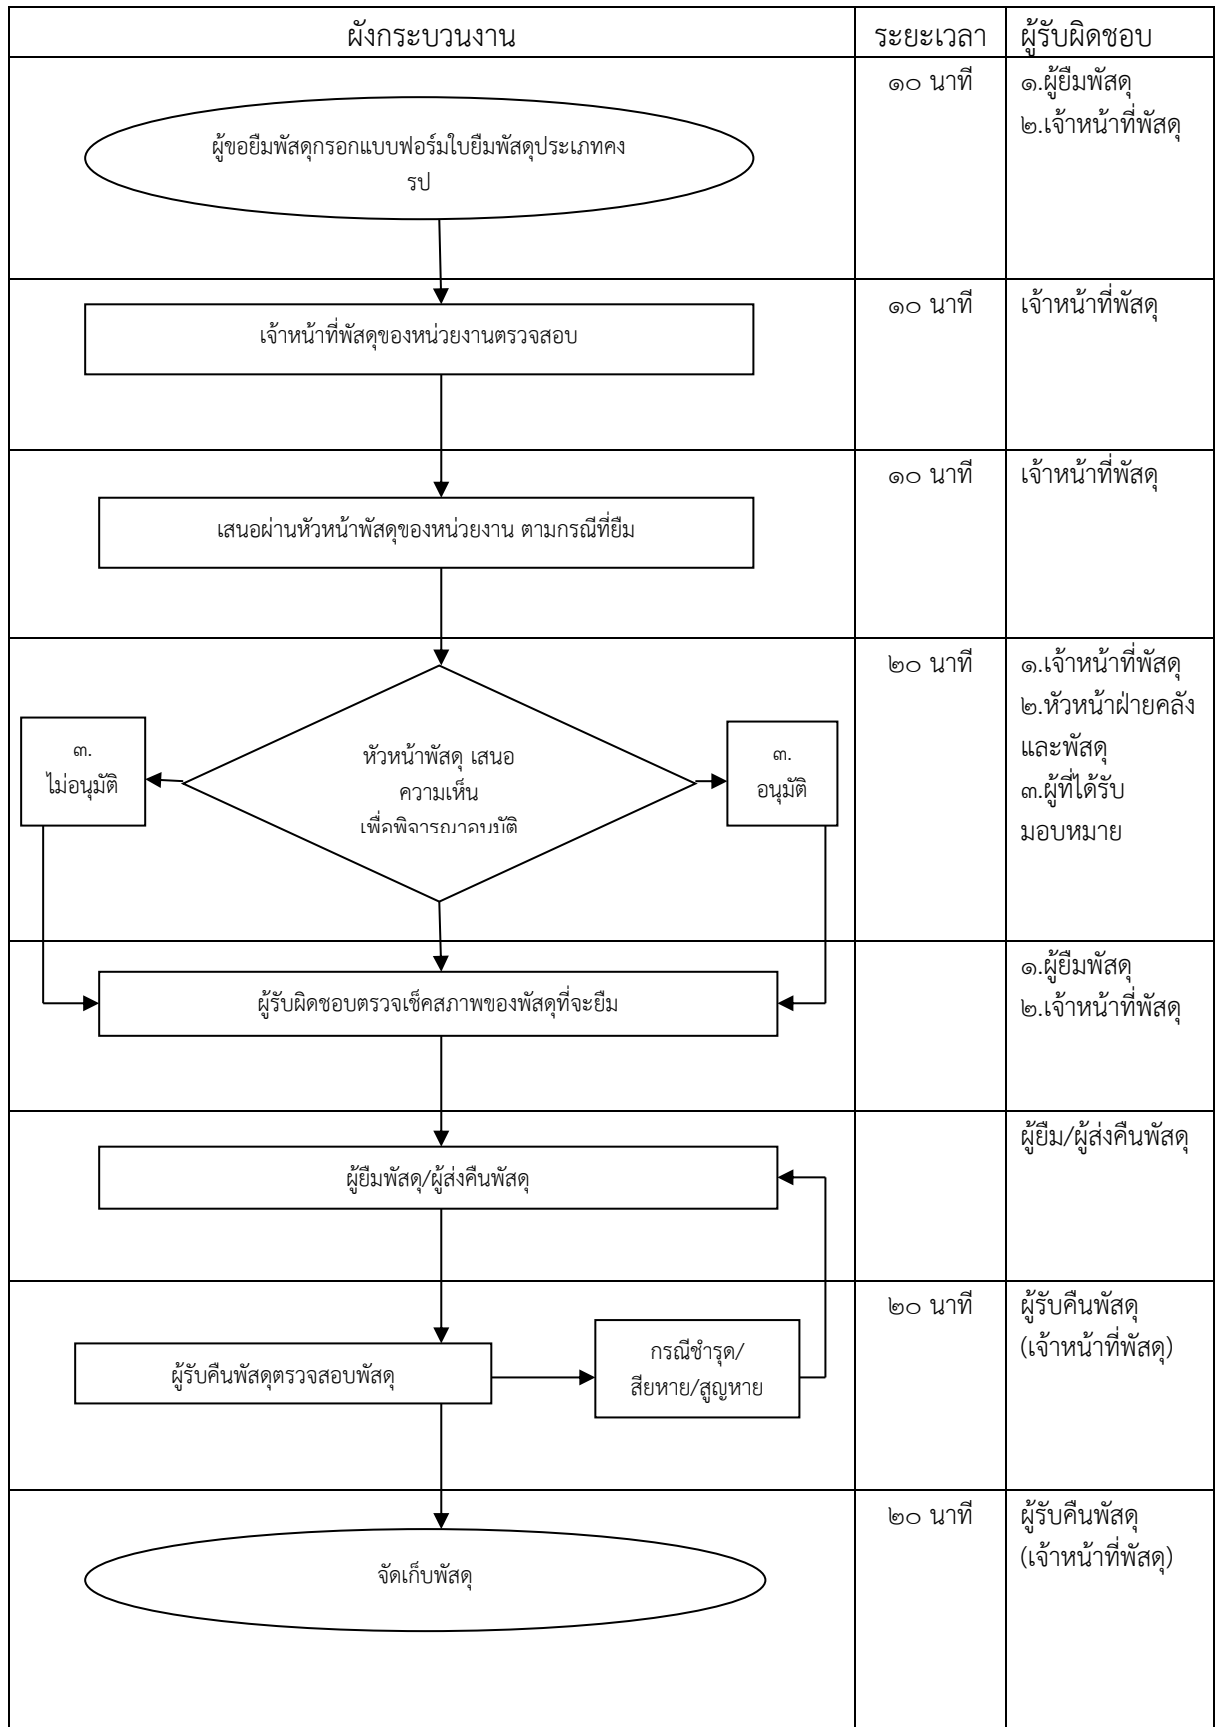 ผังกระบวนงาน ระยะเวลา ผู้รับผิดชอบ
ผู้ขอยืมพัสดุกรอกแบบฟอร์มใบยืมพัสดุประเภทคง
รูป
๑๐ นาที
๑.ผู้ยืมพัสดุ
๒.เจ้าหน้าที่พัสดุ
เจ้าหน้าที่พัสดุของหน่วยงานตรวจสอบ
๑๐ นาที
เจ้าหน้าที่พัสดุ
เสนอผ่านหัวหน้าพัสดุของหน่วยงาน ตามกรณีที่ยืม
๑๐ นาที
เจ้าหน้าที่พัสดุ
๓.
ไม่อนุมัติ
หัวหน้าพัสดุ เสนอ
ความเห็น
เพื่อพิจารณาอนุมัติ
๓.
อนุมัติ
๒๐ นาที
๑.เจ้าหน้าที่พัสดุ
๒.หัวหน้าฝ่ายคลัง
และพัสดุ
๓.ผู้ที่ได้รับ
มอบหมาย
ผู้รับผิดชอบตรวจเช็คสภาพของพัสดุที่จะยืม
๑.ผู้ยืมพัสดุ
๒.เจ้าหน้าที่พัสดุ
ผู้ยืมพัสดุ/ผู้ส่งคืนพัสดุ
ผู้ยืม/ผู้ส่งคืนพัสดุ
ผู้รับคืนพัสดุตรวจสอบพัสดุ
กรณีชำรุด/
สียหาย/สูญหาย
๒๐ นาที
ผู้รับคืนพัสดุ
(เจ้าหน้าที่พัสดุ)
จัดเก็บพัสดุ
๒๐ นาที
ผู้รับคืนพัสดุ
(เจ้าหน้าที่พัสดุ)